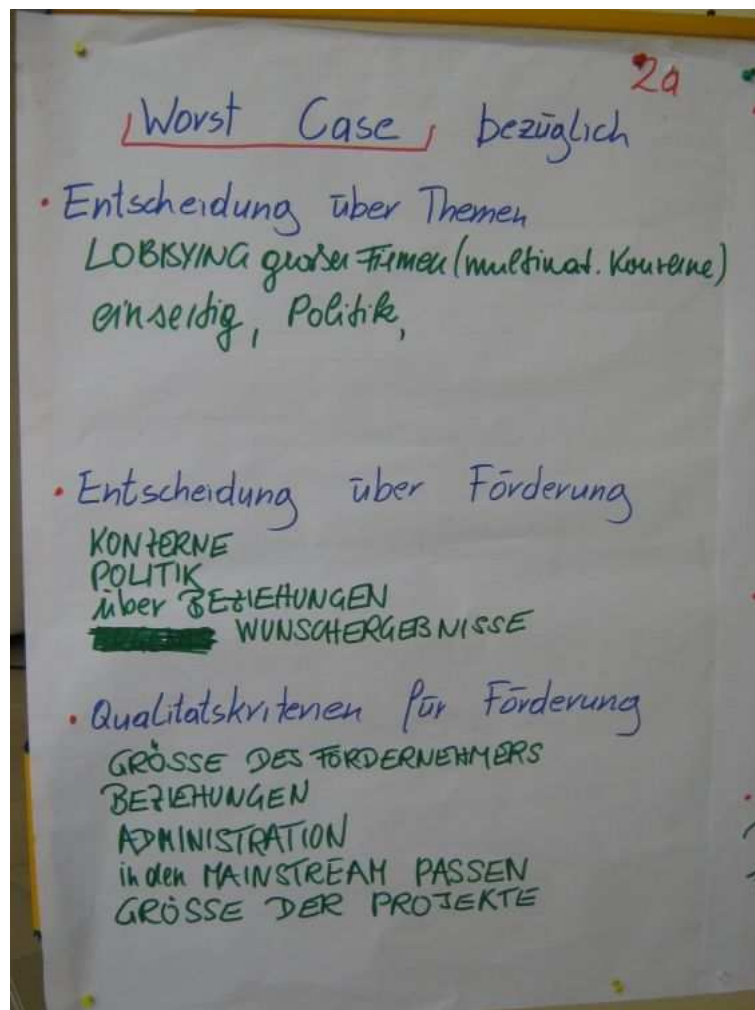 2a
Worst Case, bezüglich
• Entscheidung über Themen
LOBBYING großer Firmen (multinat. Konzerne)
einseitig, Politik,
• Entscheidung über Förderung
KONZERNE
POLITIK
über BEZIEHUNGEN
WUNSCHERGEBNISSE
• Qualitätskriterien für Förderung
GRÖSSE DES FÖRDERNEHMERS
BEZIEHUNGEN
ADMINISTRATION
in den MAINSTREAM PASSEN
GRÖSSE DER PROJEKTE